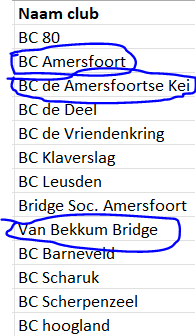 Naam club
BC 80
BC Amersfoort
BC de Amersfoortse Kei
BC de Deel
BC de Vriendenkring
BC Klaverslag
BC Leusden
Bridge Soc. Amersfoort
Van Bekkum Bridge
BC Barneveld
BC Scharuk
BC Scherpenzeel
BC hoogland